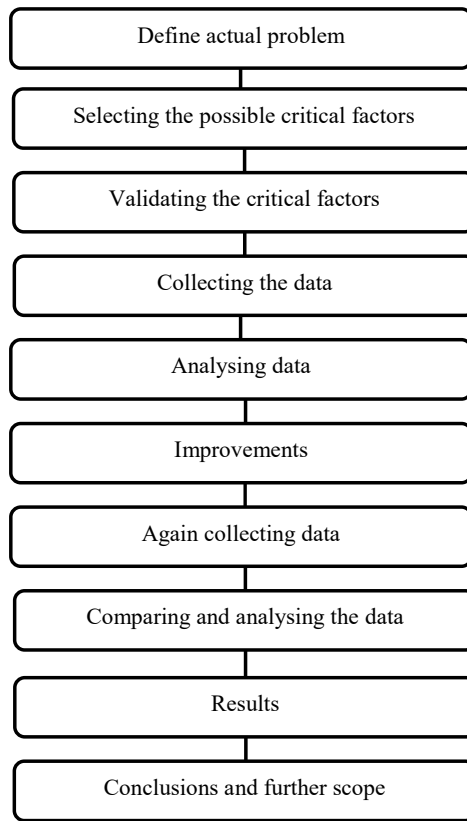 Define actual problem
Selecting the possible critical factors
Validating the critical factors
Collecting the data
Analysing data
Improvements
Again collecting data
Comparing and analysing the data
Results
Conclusions and further scope